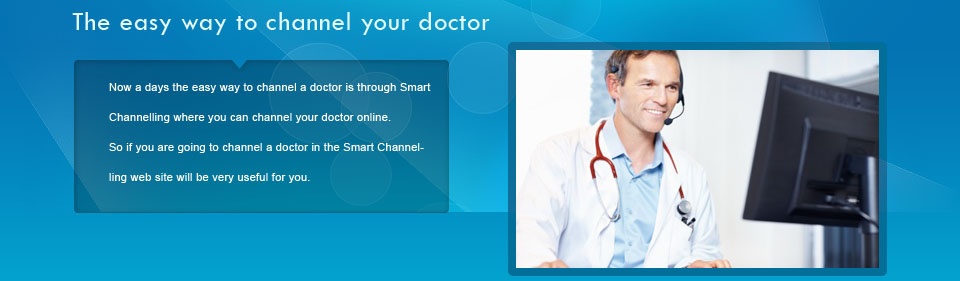 The easy way to channel your doctor
Now a days the easy way to channel a doctor is through Smart
Channelling where you can channel your doctor online.
So if you are going to channel a doctor in the Smart Channel-
ling web site will be very useful for you.